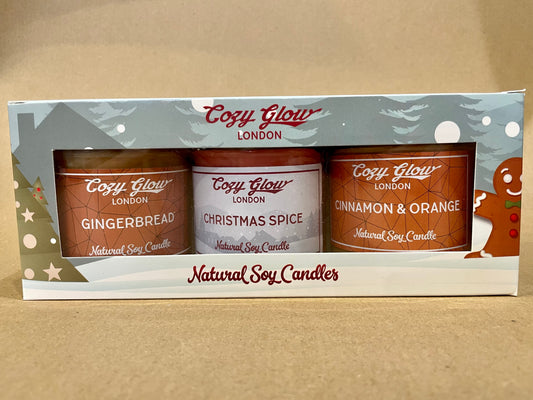 Cozy Glow
LONDON
Cozy Glow
LONDON
GINGERBREAD
Natural Soy Candle
Cozy Glow
LONDON
CHRISTMAS SPICE
Natural Soy Candle
Cozy Glow
LONDON
CINNAMON & ORANGE
Natural Soy Candle
Natural Soy Candles